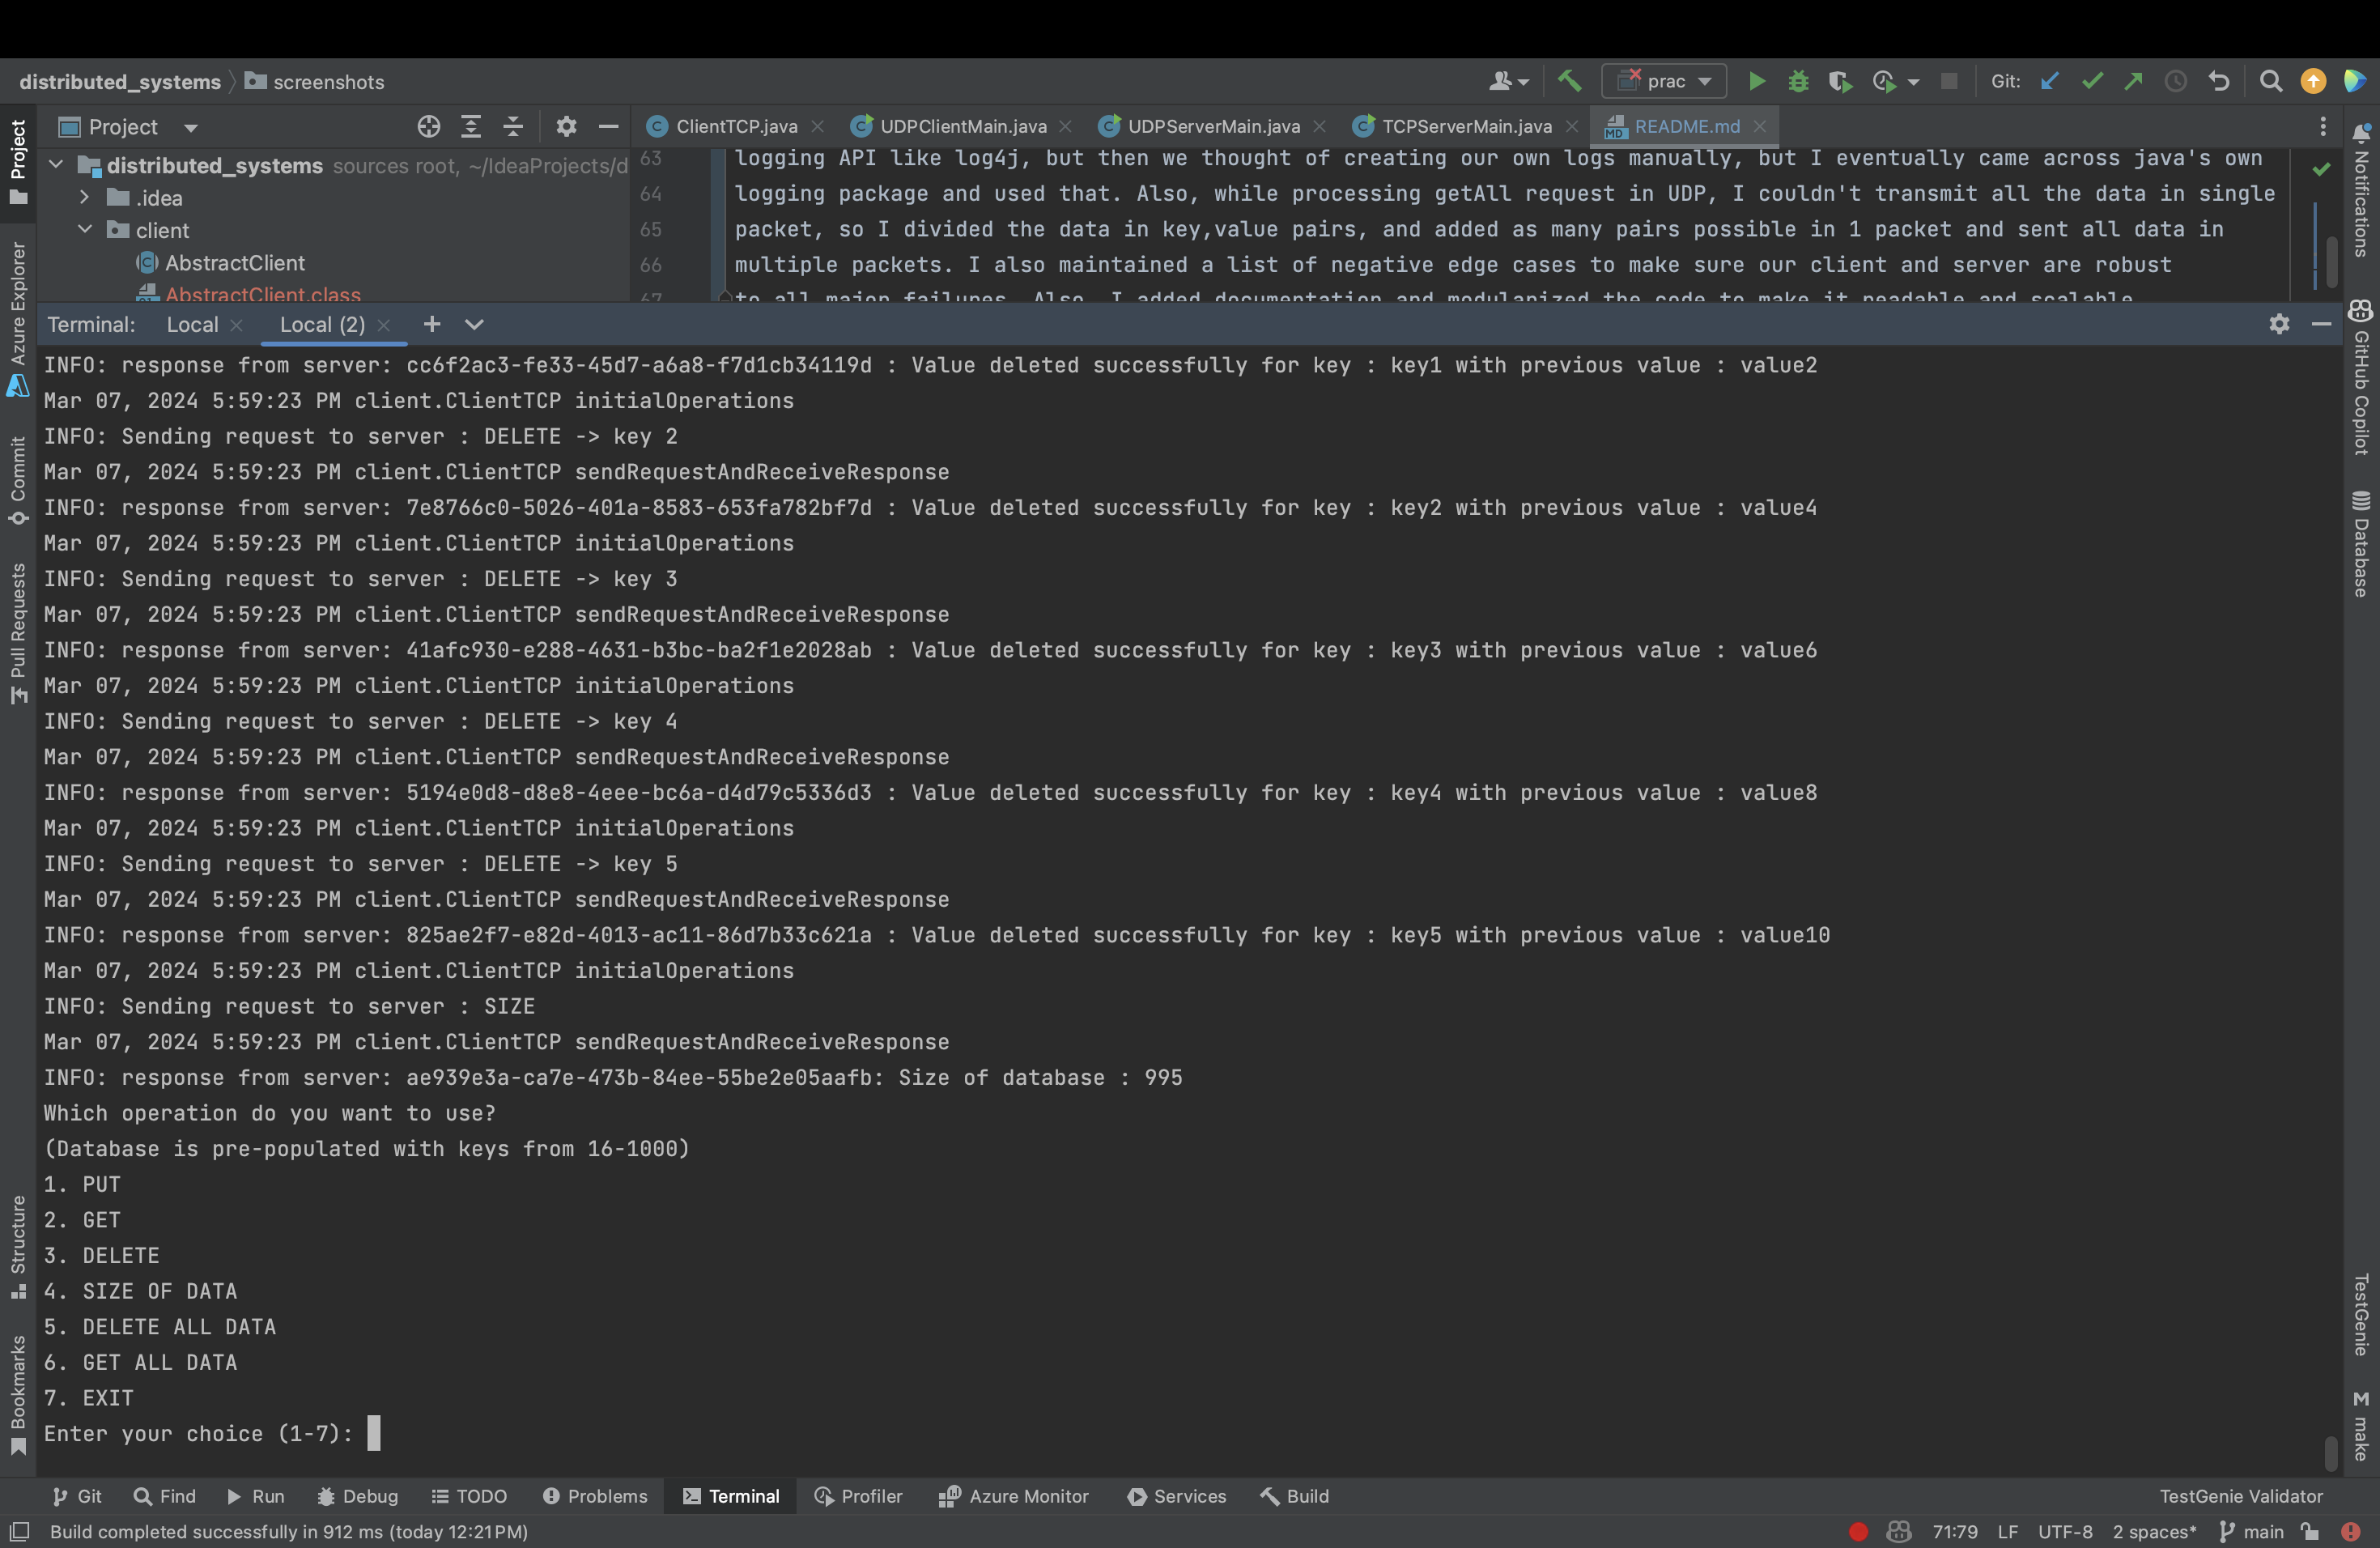 distributed_systems screenshots prac Git:
Project
distributed_systems sources root, ~/IdeaProjects/d
.idea
client
AbstractClient
AbstractClient.class
ClientTCP.java UDPClientMain.java UDPServerMain.java TCPServerMain.java README.md
63 logging API like log4j, but then we thought of creating our own logs manually, but I eventually came across java's own
64 logging package and used that. Also, while processing getAll request in UDP, I couldn't transmit all the data in single
65 packet, so I divided the data in key,value pairs, and added as many pairs possible in 1 packet and sent all data in
66 multiple packets. I also maintained a list of negative edge cases to make sure our client and server are robust
67 to all major failures. Also, I added documentation and modularized the code to make it readable and scalable.
Terminal: Local Local (2)
INFO: response from server: cc6f2ac3-fe33-45d7-a6a8-f7d1cb34119d : Value deleted successfully for key : key1 with previous value : value2
Mar 07, 2024 5:59:23 PM client.ClientTCP initialOperations
INFO: Sending request to server : DELETE -> key 2
Mar 07, 2024 5:59:23 PM client.ClientTCP sendRequestAndReceiveResponse
INFO: response from server: 7e8766c0-5026-401a-8583-653fa782bf7d : Value deleted successfully for key : key2 with previous value : value4
Mar 07, 2024 5:59:23 PM client.ClientTCP initialOperations
INFO: Sending request to server : DELETE -> key 3
Mar 07, 2024 5:59:23 PM client.ClientTCP sendRequestAndReceiveResponse
INFO: response from server: 41afc930-e288-4631-b3bc-ba2f1e2028ab : Value deleted successfully for key : key3 with previous value : value6
Mar 07, 2024 5:59:23 PM client.ClientTCP initialOperations
INFO: Sending request to server : DELETE -> key 4
Mar 07, 2024 5:59:23 PM client.ClientTCP sendRequestAndReceiveResponse
INFO: response from server: 5194e0d8-d8e8-4eee-bc6a-d4d79c5336d3 : Value deleted successfully for key : key4 with previous value : value8
Mar 07, 2024 5:59:23 PM client.ClientTCP initialOperations
INFO: Sending request to server : DELETE -> key 5
Mar 07, 2024 5:59:23 PM client.ClientTCP sendRequestAndReceiveResponse
INFO: response from server: 825ae2f7-e82d-4013-ac11-86d7b33c621a : Value deleted successfully for key : key5 with previous value : value10
Mar 07, 2024 5:59:23 PM client.ClientTCP initialOperations
INFO: Sending request to server : SIZE
Mar 07, 2024 5:59:23 PM client.ClientTCP sendRequestAndReceiveResponse
INFO: response from server: ae939e3a-ca7e-473b-84ee-55be2e05aafb: Size of database : 995
Which operation do you want to use?
(Database is pre-populated with keys from 16-1000)
1. PUT
2. GET
3. DELETE
4. SIZE OF DATA
5. DELETE ALL DATA
6. GET ALL DATA
7. EXIT
Enter your choice (1-7):
Project
Azure Explorer
Commit
Pull Requests
Structure
Bookmarks
Notifications
GitHub Copilot
Database
TestGenie
M make
Git Find Run Debug TODO Problems Terminal Profiler Azure Monitor Services Build TestGenie Validator
Build completed successfully in 912 ms (today 12:21 PM) 71:79 LF UTF-8 2 spaces* main